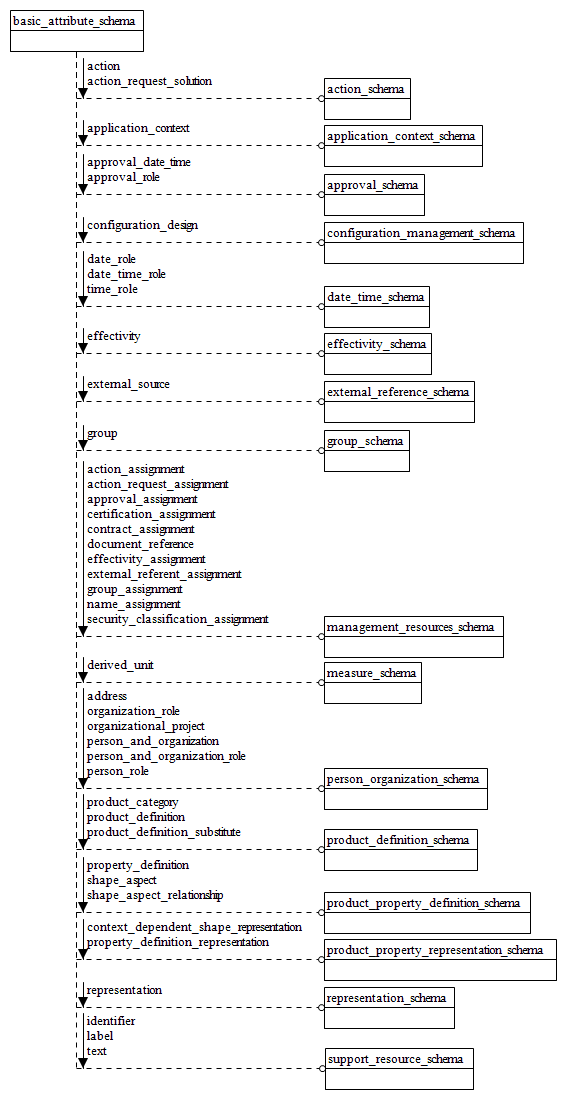 basic_attribute_schema
action
action_request_solution
action_schema
application_context
application_context_schema
approval_date_time
approval_role
approval_schema
configuration_design
configuration_management_schema
date_role
date_time_role
time_role
date_time_schema
effectivity
effectivity_schema
external_source
external_reference_schema
group
group_schema
action_assignment
action_request_assignment
approval_assignment
certification_assignment
contract_assignment
document_reference
effectivity_assignment
external_referent_assignment
group_assignment
name_assignment
security_classification_assignment
management_resources_schema
derived_unit
measure_schema
address
organization_role
organizational_project
person_and_organization
person_and_organization_role
person_role
person_organization_schema
product_category
product_definition
product_definition_substitute
product_definition_schema
property_definition
shape_aspect
shape_aspect_relationship
product_property_definition_schema
context_dependent_shape_representation
property_definition_representation
product_property_representation_schema
representation
representation_schema
identifier
label
text
support_resource_schema